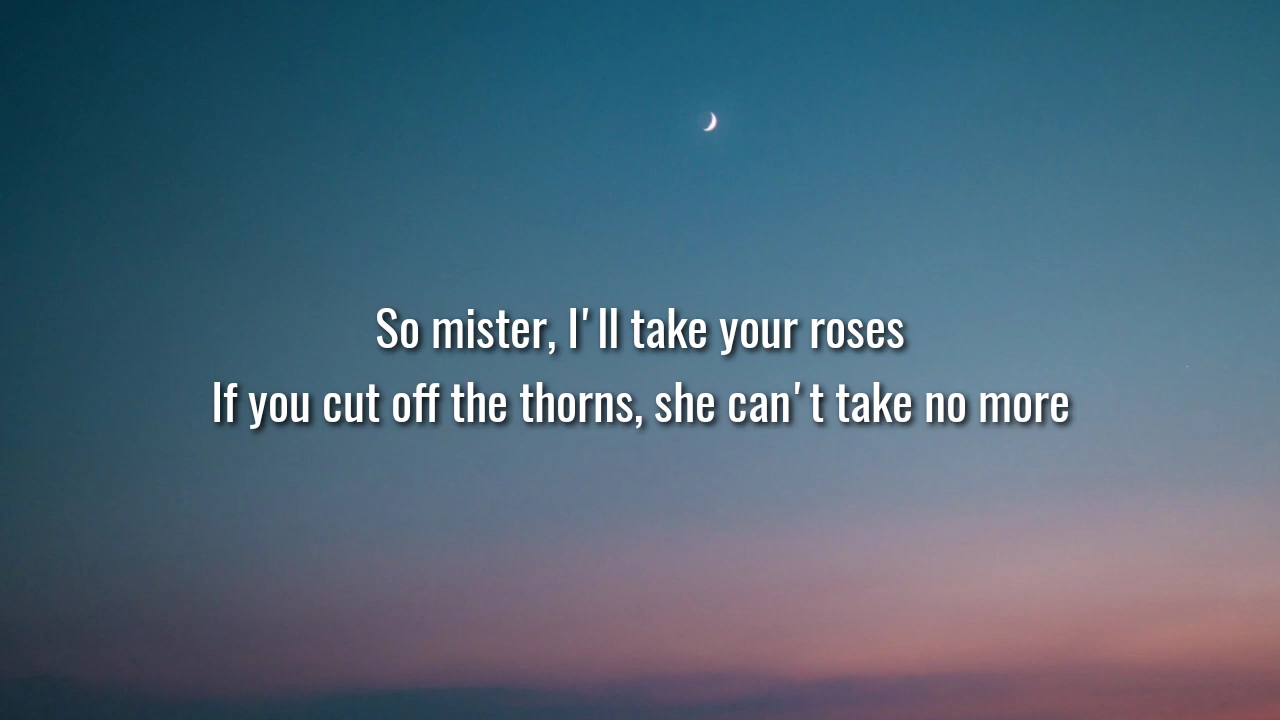 So mister, I'll take your roses
If you cut off the thorns, she can't take no more